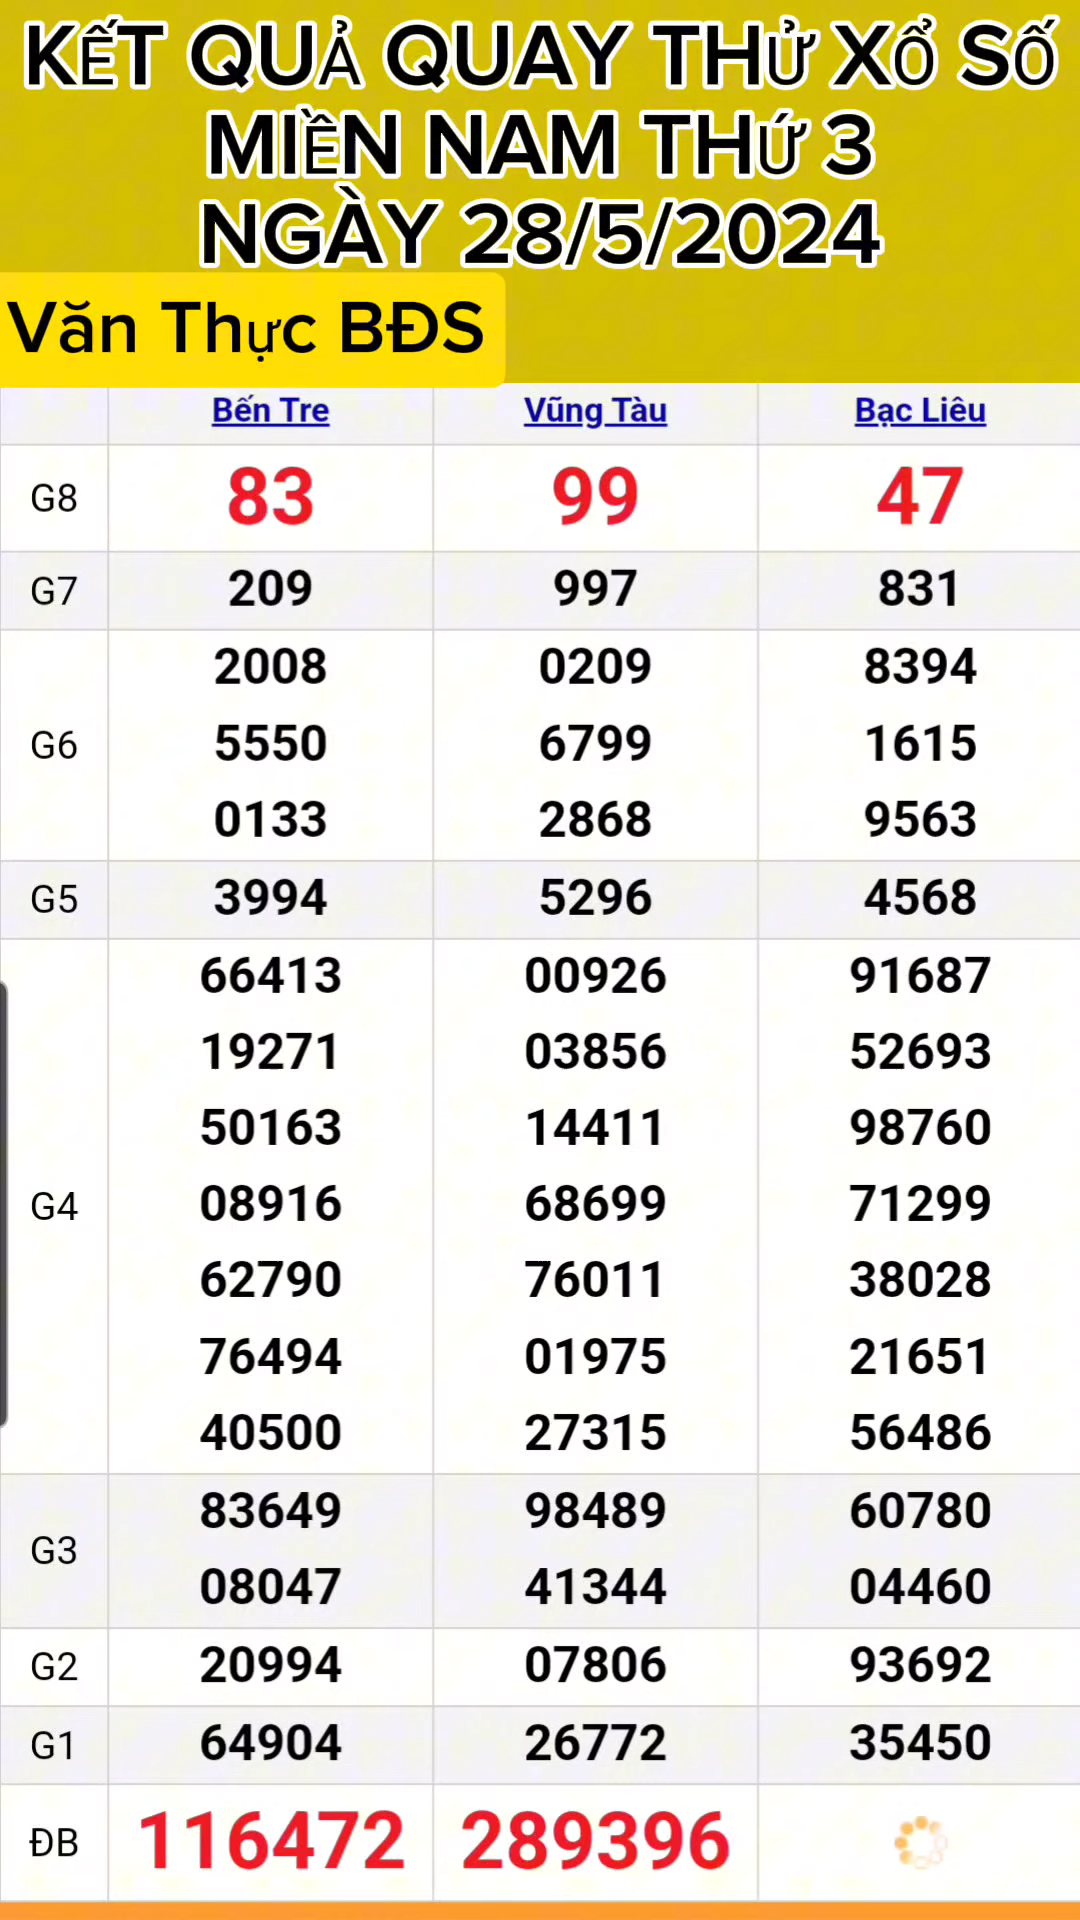 KẾT QUẢ QUAY THỬ XỔ SỐ
MIỀN NAM THỨ 3
NGÀY 28/5/2024
Văn Thực BĐS
Bến Tre Vũng Tàu Bạc Liêu
G8 83 99 47
G7 209 997 831
2008 0209 8394
G6 5550 6799 1615
0133 2868 9563
G5 3994 5296 4568
66413 00926 91687
19271 03856 52693
50163 14411 98760
G4 08916 68699 71299
62790 76011 38028
76494 01975 21651
40500 27315 56486
G3 83649 98489 60780
08047 41344 04460
G2 20994 07806 93692
G1 64904 26772 35450
ĐB 116472 289396